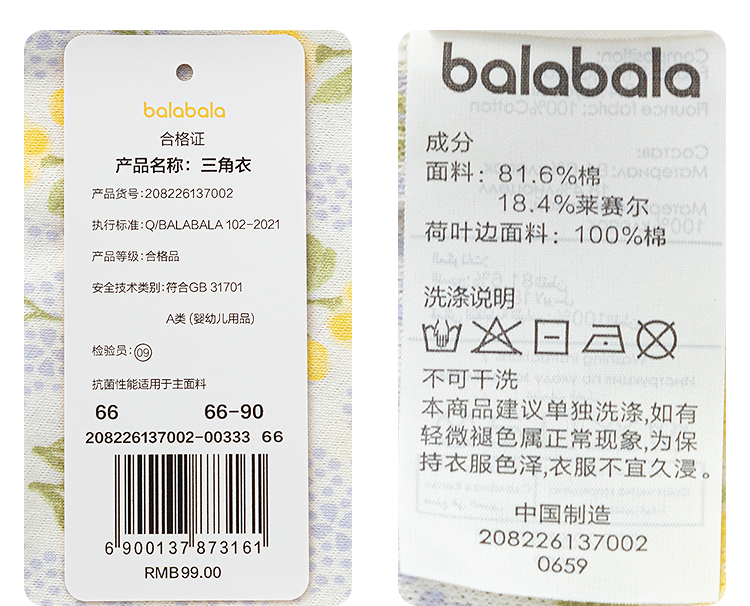 balabala
合格证
产品名称：三角衣
产品货号:208226137002
执行标准:Q/BALABALA 102-2021
产品等级:合格品
安全技术类别:符合GB 31701
A类 (婴幼儿用品)
检验员:09
抗菌性能适用于主面料
66 66-90
208226137002-00333 66
6 900137 873161
RMB99.00
balabala
成分
面料：81.6%棉
18.4%莱赛尔
荷叶边面料：100%棉
洗涤说明
不可干洗
本商品建议单独洗涤,如有
轻微褪色属正常现象,为保
持衣服色泽,衣服不宜久浸。
中国制造
208226137002
0659